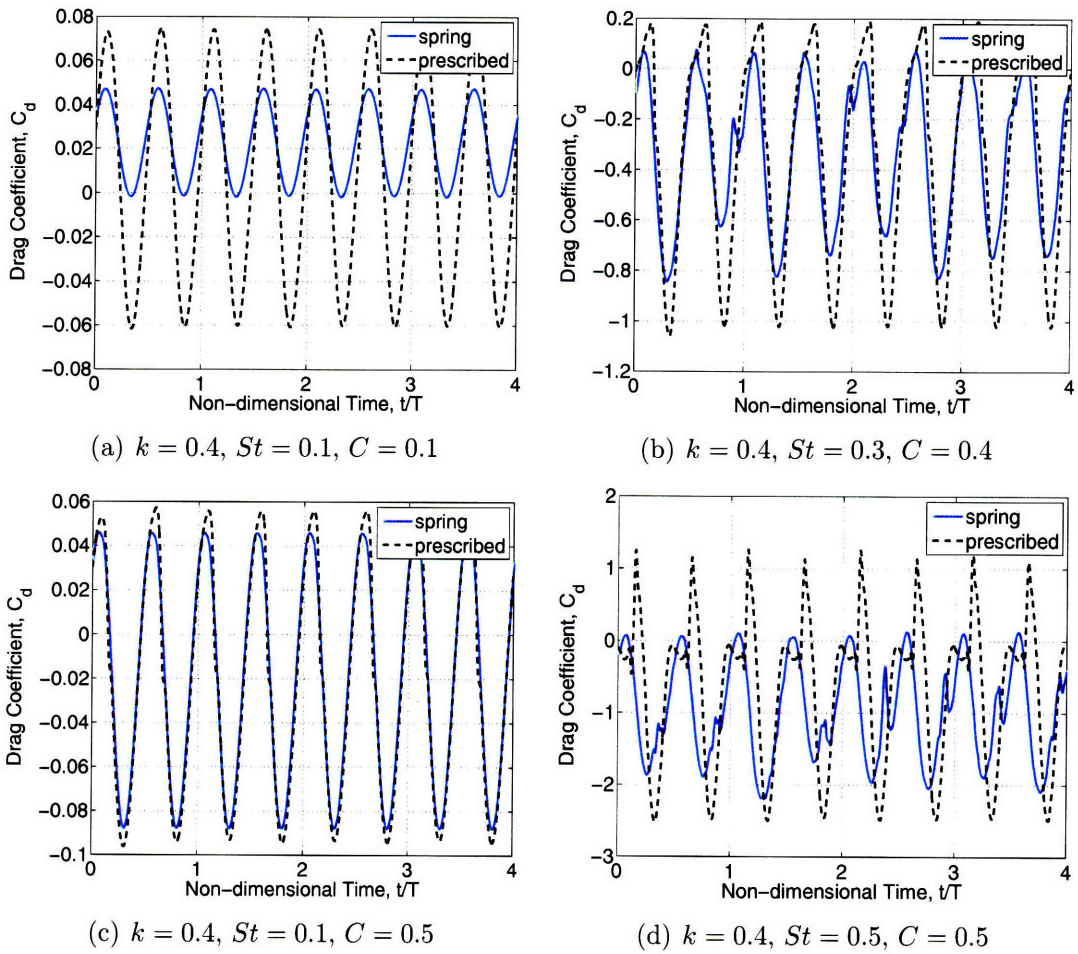 0.08
0.06
0.04
0.02
0
−0.02
−0.04
−0.06
−0.08
Drag Coefficient, C_d
spring
prescribed
0 1 2 3 4
Non-dimensional Time, t/T
(a) k = 0.4, St = 0.1, C = 0.1
0.2
0
−0.2
−0.4
−0.6
−0.8
−1
−1.2
Drag Coefficient, C_d
spring
prescribed
0 1 2 3 4
Non-dimensional Time, t/T
(b) k = 0.4, St = 0.3, C = 0.4
0.06
0.04
0.02
0
−0.02
−0.04
−0.06
−0.08
−0.1
Drag Coefficient, C_d
spring
prescribed
0 1 2 3 4
Non-dimensional Time, t/T
(c) k = 0.4, St = 0.1, C = 0.5
2
1
0
−1
−2
−3
Drag Coefficient, C_d
spring
prescribed
0 1 2 3 4
Non-dimensional Time, t/T
(d) k = 0.4, St = 0.5, C = 0.5